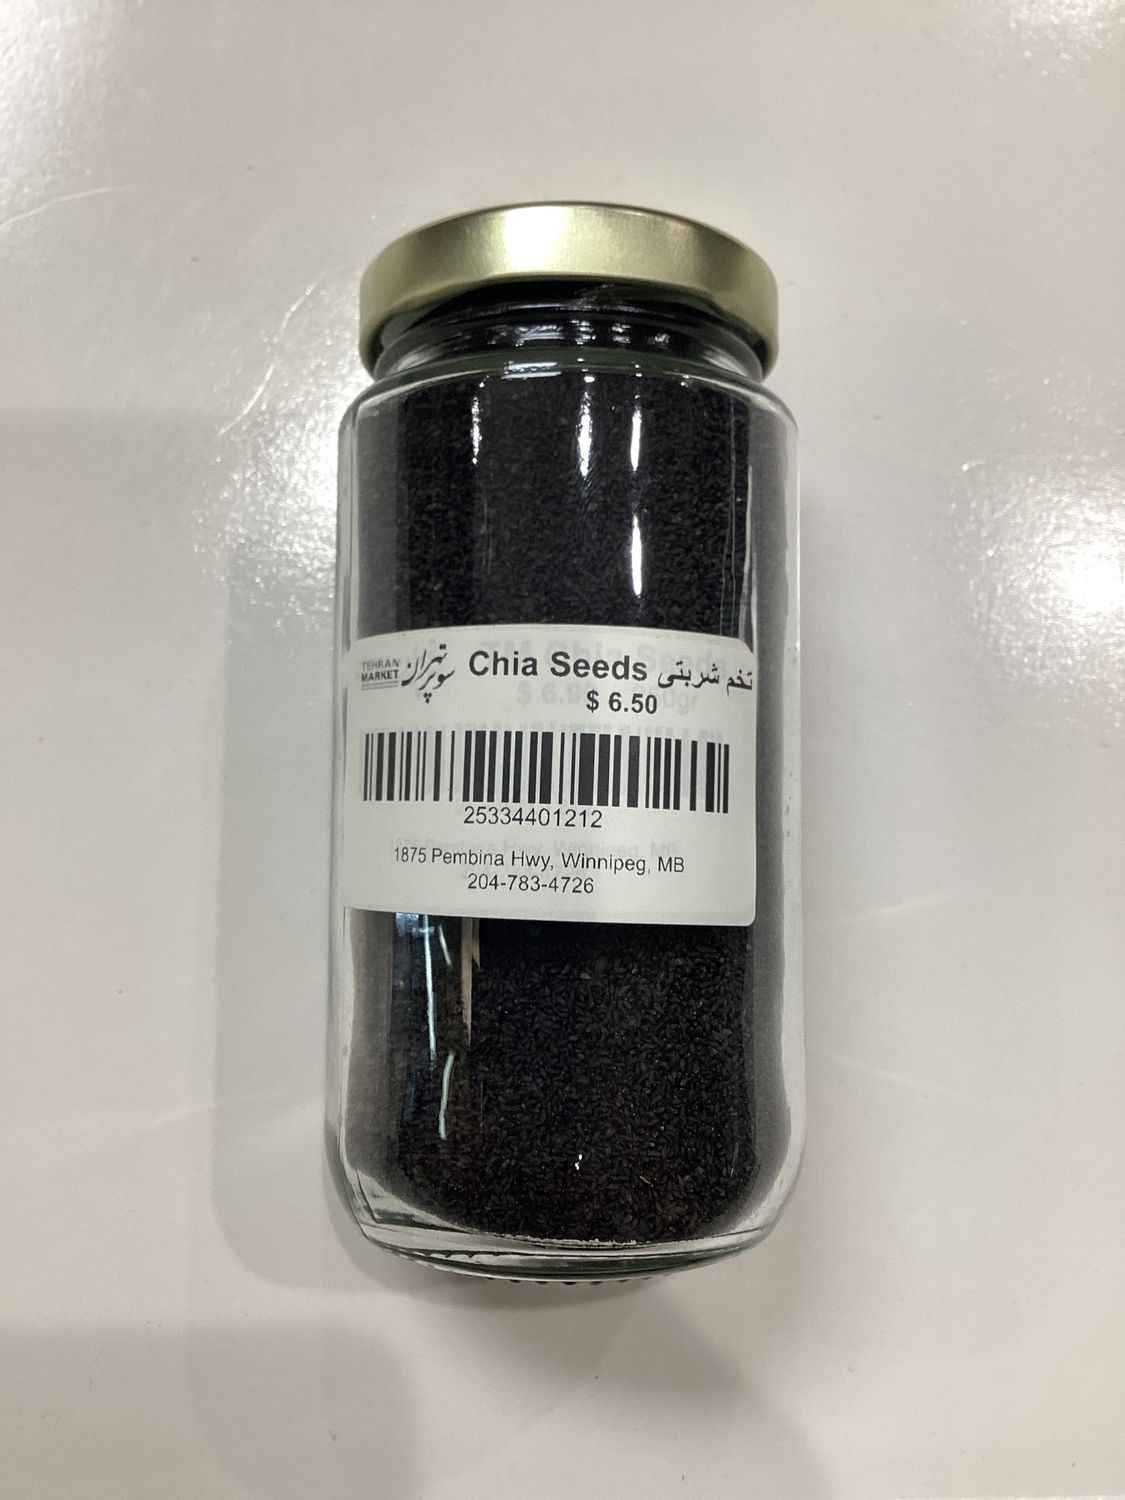 TEHRAN
MARKET
سوپر تهران
Chia Seeds تخم شربتی
$ 6.50
25334401212
1875 Pembina Hwy, Winnipeg, MB
204-783-4726